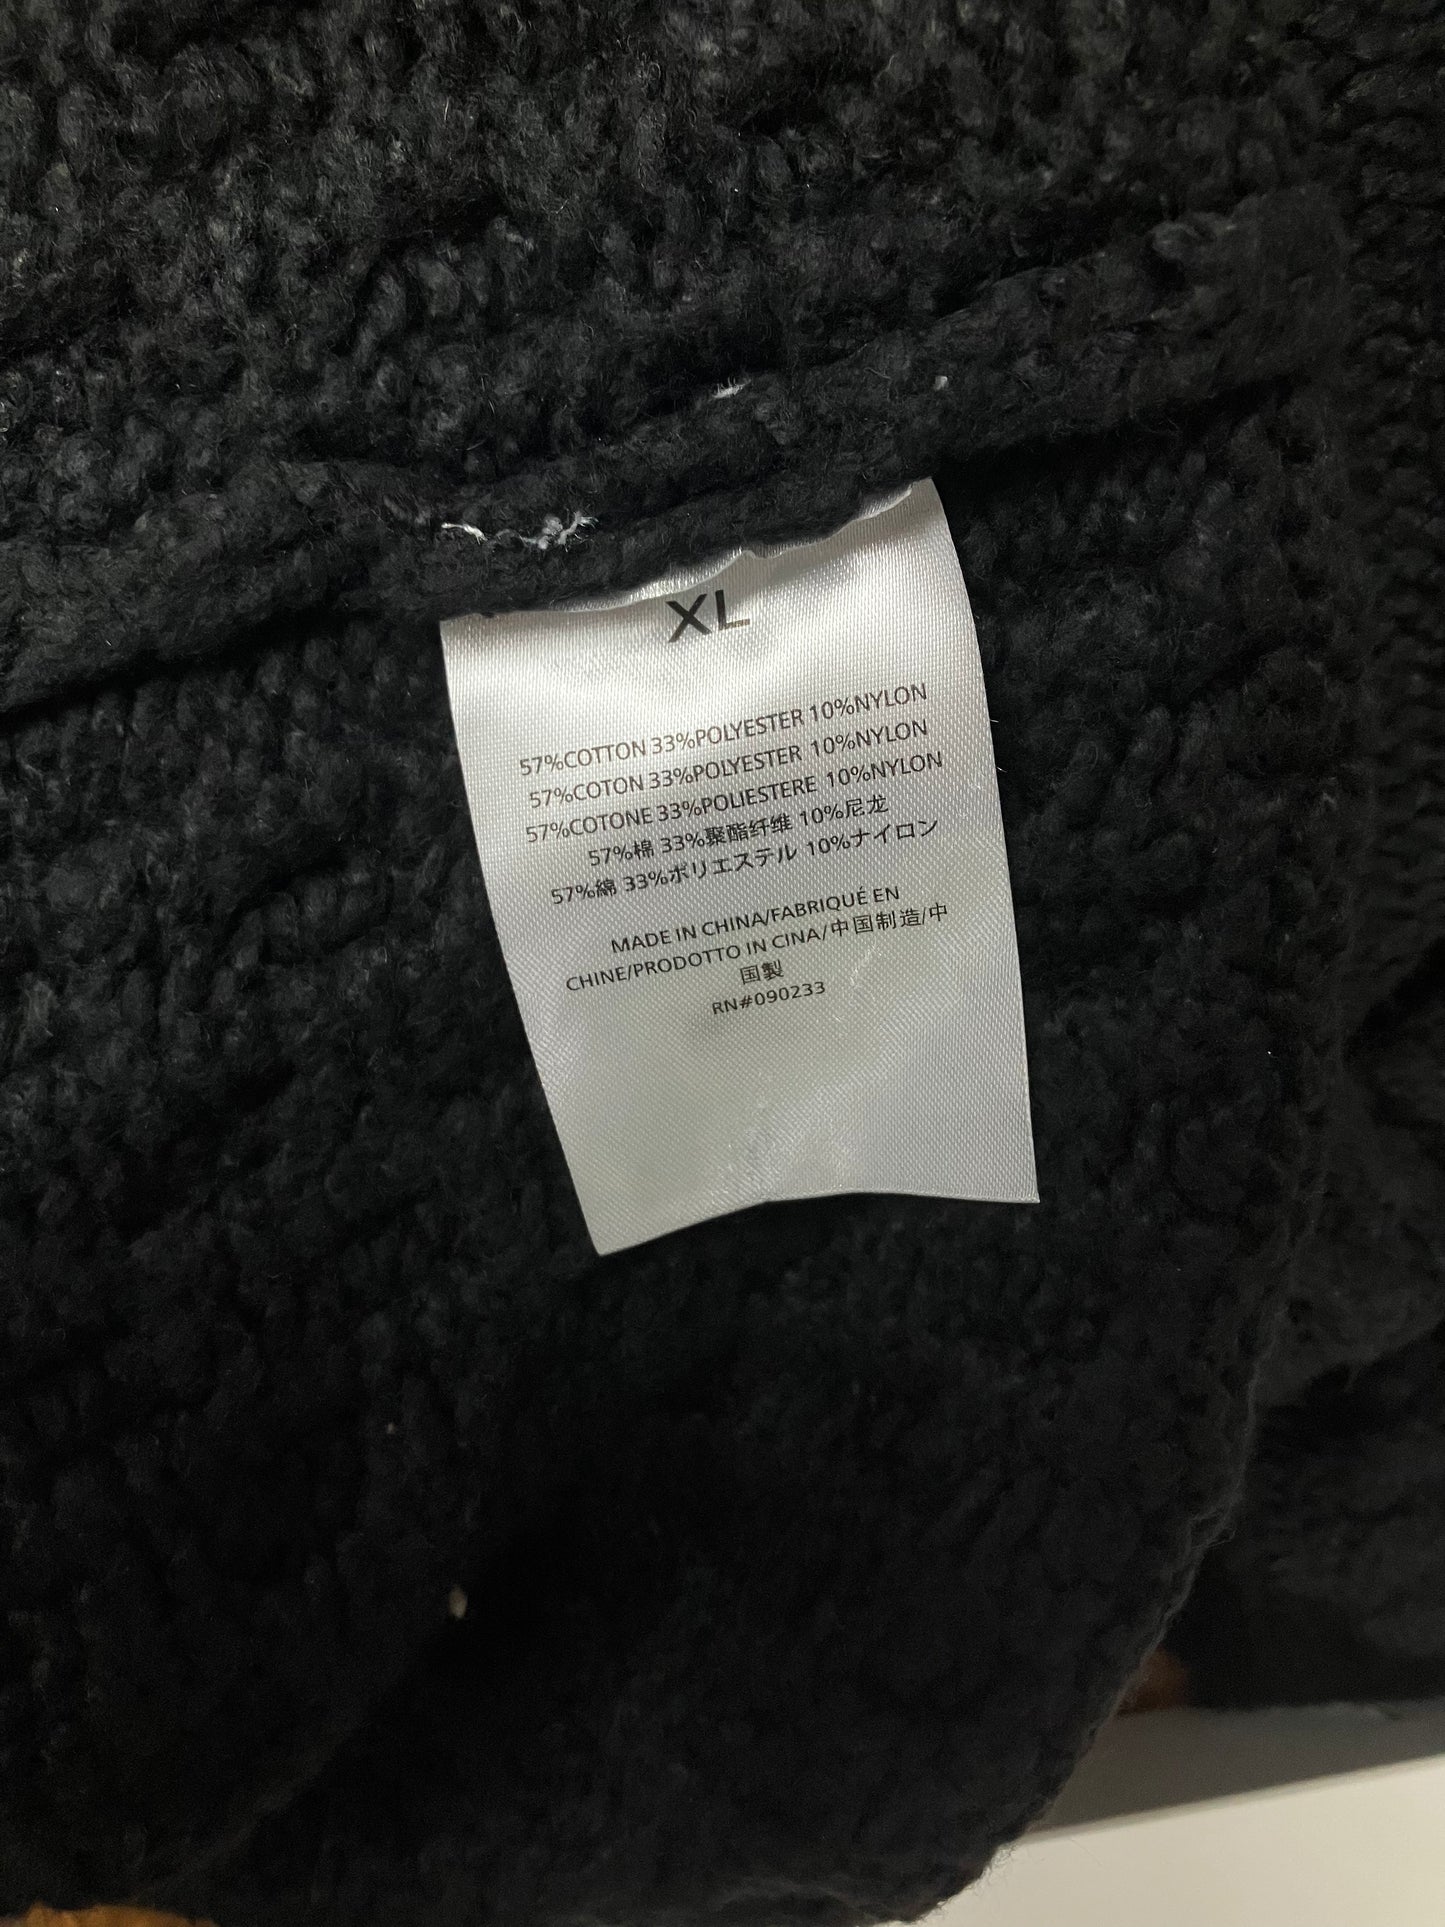 XL
57%COTTON 33%POLYESTER 10%NYLON
57%COTON 33%POLYESTER 10%NYLON
57%COTONE 33%POLIESTERE 10%NYLON
57%棉 33%聚酯纤维 10%尼龙
57%綿 33%ポリエステル 10%ナイロン
MADE IN CHINA/FABRIQUÉ EN
CHINE/PRODOTTO IN CINA/中国制造/中
国製
RN#090233